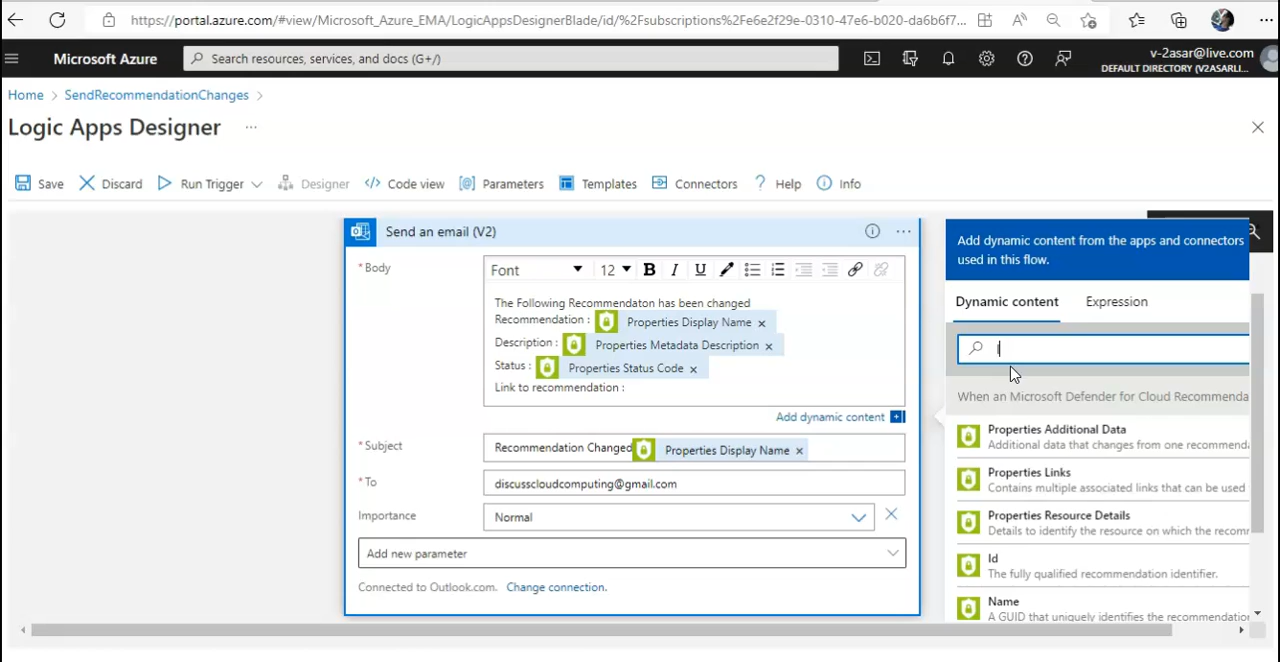 https://portal.azure.com/#view/Microsoft_Azure_EMA/LogicAppsDesignerBlade/id/%2Fsubscriptions%2Fe6e2f29e-0310-47e6-b020-da6b6f7...
Microsoft Azure
Search resources, services, and docs (G+/)
v-2asar@live.com
DEFAULT DIRECTORY (V2ASARLI...
Home > SendRecommendationChanges >
Logic Apps Designer ...
Save Discard Run Trigger Designer Code view Parameters Templates Connectors Help Info
Send an email (V2)
* Body
Font 12 B I U
The Following Recommendaton has been changed
Recommendation : Properties Display Name ×
Description : Properties Metadata Description ×
Status : Properties Status Code ×
Link to recommendation :
Add dynamic content
* Subject
Recommendation Changed Properties Display Name ×
* To
discusscloudcomputing@gmail.com
Importance
Normal
Add new parameter
Connected to Outlook.com. Change connection.
Add dynamic content from the apps and connectors
used in this flow.
Dynamic content Expression
l
When an Microsoft Defender for Cloud Recommenda
Properties Additional Data
Additional data that changes from one recommend
Properties Links
Contains multiple associated links that can be used
Properties Resource Details
Details to identify the resource on which the recom
Id
The fully qualified recommendation identifier.
Name
A GUID that uniquely identifies the recommendation